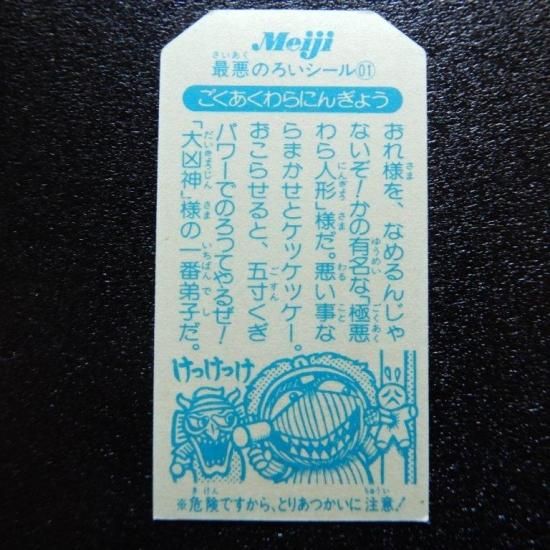 Meiji
最悪のろいシール01
ごくあくわらにんぎょう
おれ様を、なめるんじゃ
ないぞ!かの有名な「極悪
わら人形」様だ。悪い事な
らまかせとケッケッケー。
おこらせると、五寸くぎ
パワーでのろってやるぜ!
「大凶神」様の一番弟子だ。
けっけっけ
※危険ですから、とりあつかいに注意!